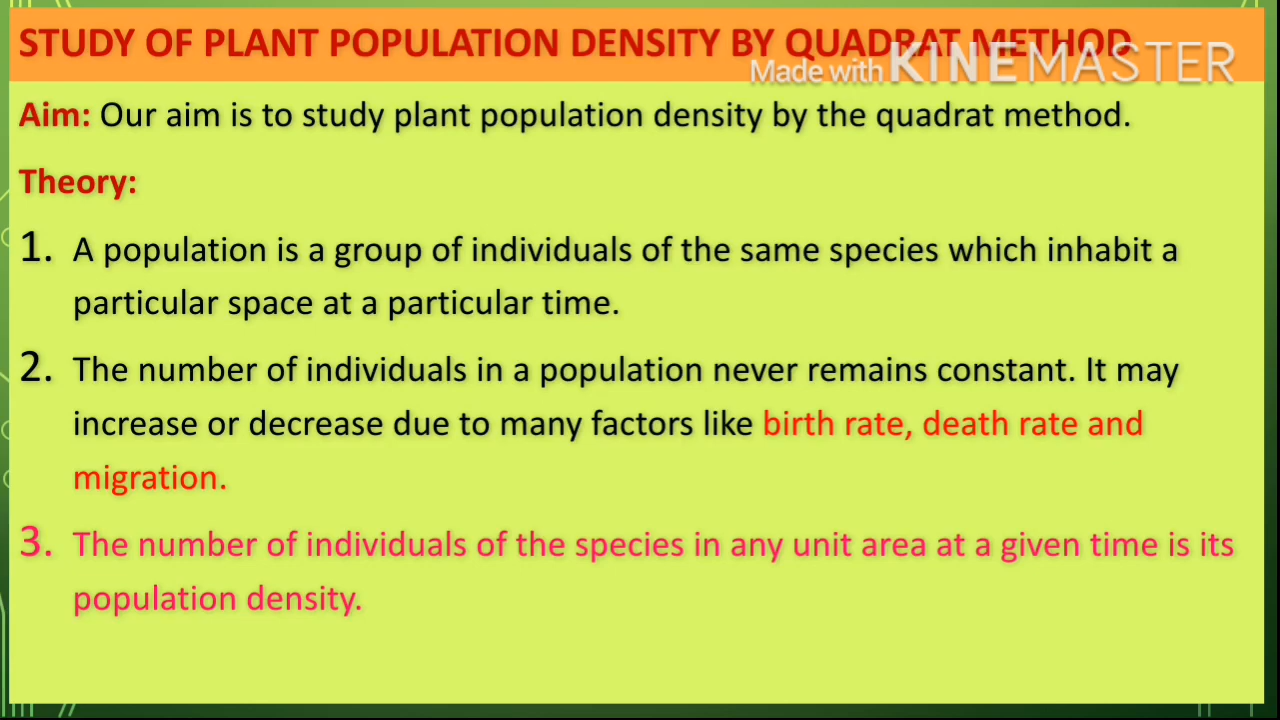 STUDY OF PLANT POPULATION DENSITY BY QUADRAT METHOD
Made with KINEMASTER
Aim: Our aim is to study plant population density by the quadrat method.
Theory:
1. A population is a group of individuals of the same species which inhabit a
particular space at a particular time.
2. The number of individuals in a population never remains constant. It may
increase or decrease due to many factors like birth rate, death rate and
migration.
3. The number of individuals of the species in any unit area at a given time is its
population density.